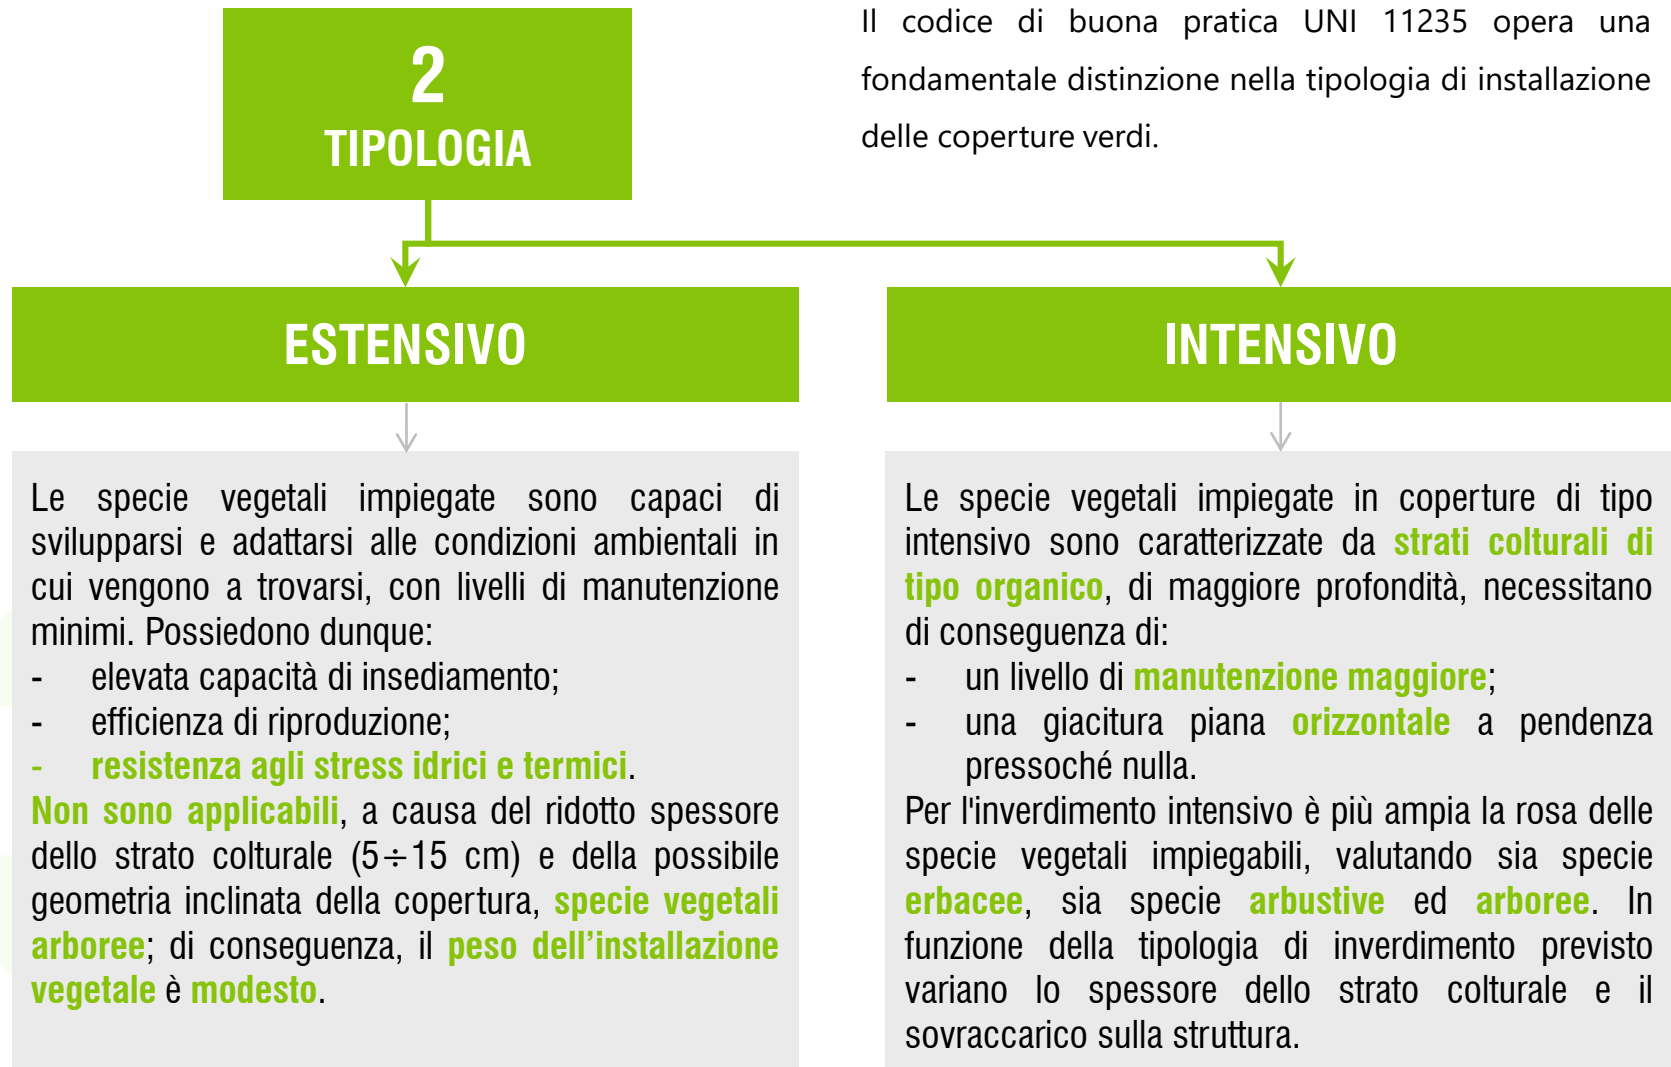 2
TIPOLOGIA
Il codice di buona pratica UNI 11235 opera una
fondamentale distinzione nella tipologia di installazione
delle coperture verdi.
ESTENSIVO
Le specie vegetali impiegate sono capaci di
svilupparsi e adattarsi alle condizioni ambientali in
cui vengono a trovarsi, con livelli di manutenzione
minimi. Possiedono dunque:
- elevata capacità di insediamento;
- efficienza di riproduzione;
- resistenza agli stress idrici e termici.
Non sono applicabili, a causa del ridotto spessore
dello strato colturale (5÷15 cm) e della possibile
geometria inclinata della copertura, specie vegetali
arboree; di conseguenza, il peso dell’installazione
vegetale è modesto.
INTENSIVO
Le specie vegetali impiegate in coperture di tipo
intensivo sono caratterizzate da strati colturali di
tipo organico, di maggiore profondità, necessitano
di conseguenza di:
- un livello di manutenzione maggiore;
- una giacitura piana orizzontale a pendenza
pressoché nulla.
Per l'inverdimento intensivo è più ampia la rosa delle
specie vegetali impiegabili, valutando sia specie
erbacee, sia specie arbustive ed arboree. In
funzione della tipologia di inverdimento previsto
variano lo spessore dello strato colturale e il
sovraccarico sulla struttura.